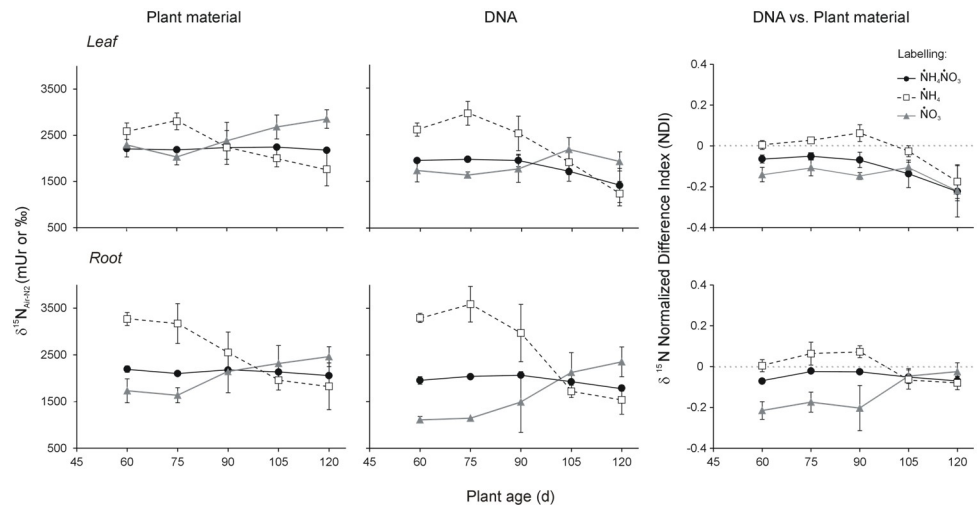 Plant material
DNA
DNA vs. Plant material
Leaf
3500
2500
1500
500
Root
3500
2500
1500
500
45 60 75 90 105 120
45 60 75 90 105 120
45 60 75 90 105 120
δ¹⁵N Air-N2 (mUr or ‰)
Plant age (d)
δ ¹⁵N Normalized Difference Index (NDI)
0.4
0.2
0
-0.2
-0.4
0.4
0.2
0
-0.2
-0.4
Labelling:
ṄH₄ṄO₃
ṄH₄
ṄO₃